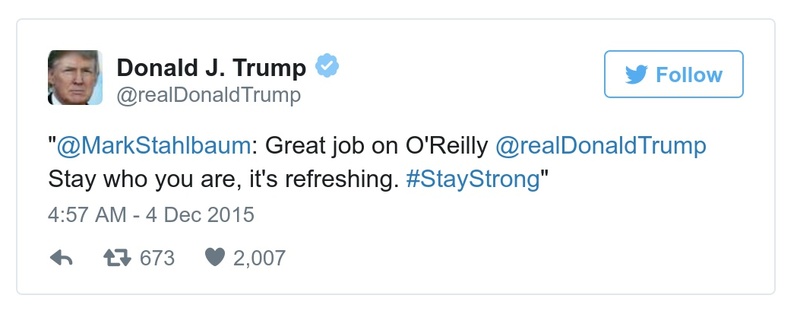 Donald J. Trump
@realDonaldTrump
Follow
"@MarkStahlbaum: Great job on O'Reilly @realDonaldTrump
Stay who you are, it's refreshing. #StayStrong"
4:57 AM - 4 Dec 2015
673 2,007